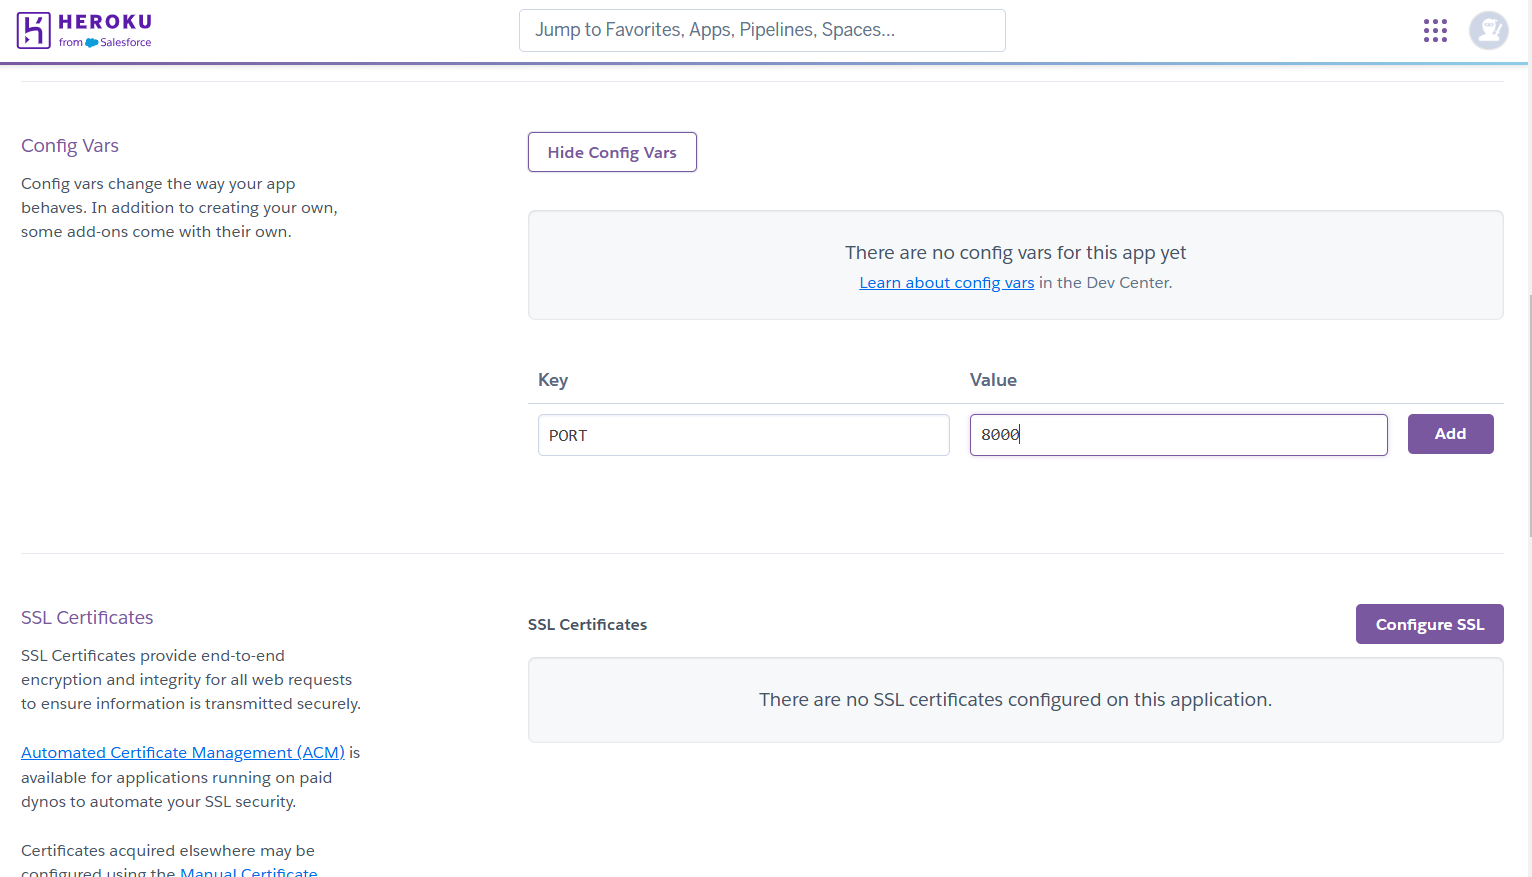 HEROKU
from Salesforce
Jump to Favorites, Apps, Pipelines, Spaces...
Config Vars
Config vars change the way your app
behaves. In addition to creating your own,
some add-ons come with their own.
Hide Config Vars
There are no config vars for this app yet
Learn about config vars in the Dev Center.
Key
Value
PORT
8000
Add
SSL Certificates
SSL Certificates provide end-to-end
encryption and integrity for all web requests
to ensure information is transmitted securely.
Automated Certificate Management (ACM) is
available for applications running on paid
dynos to automate your SSL security.
Certificates acquired elsewhere may be
configured using the Manual Certificate
SSL Certificates
Configure SSL
There are no SSL certificates configured on this application.